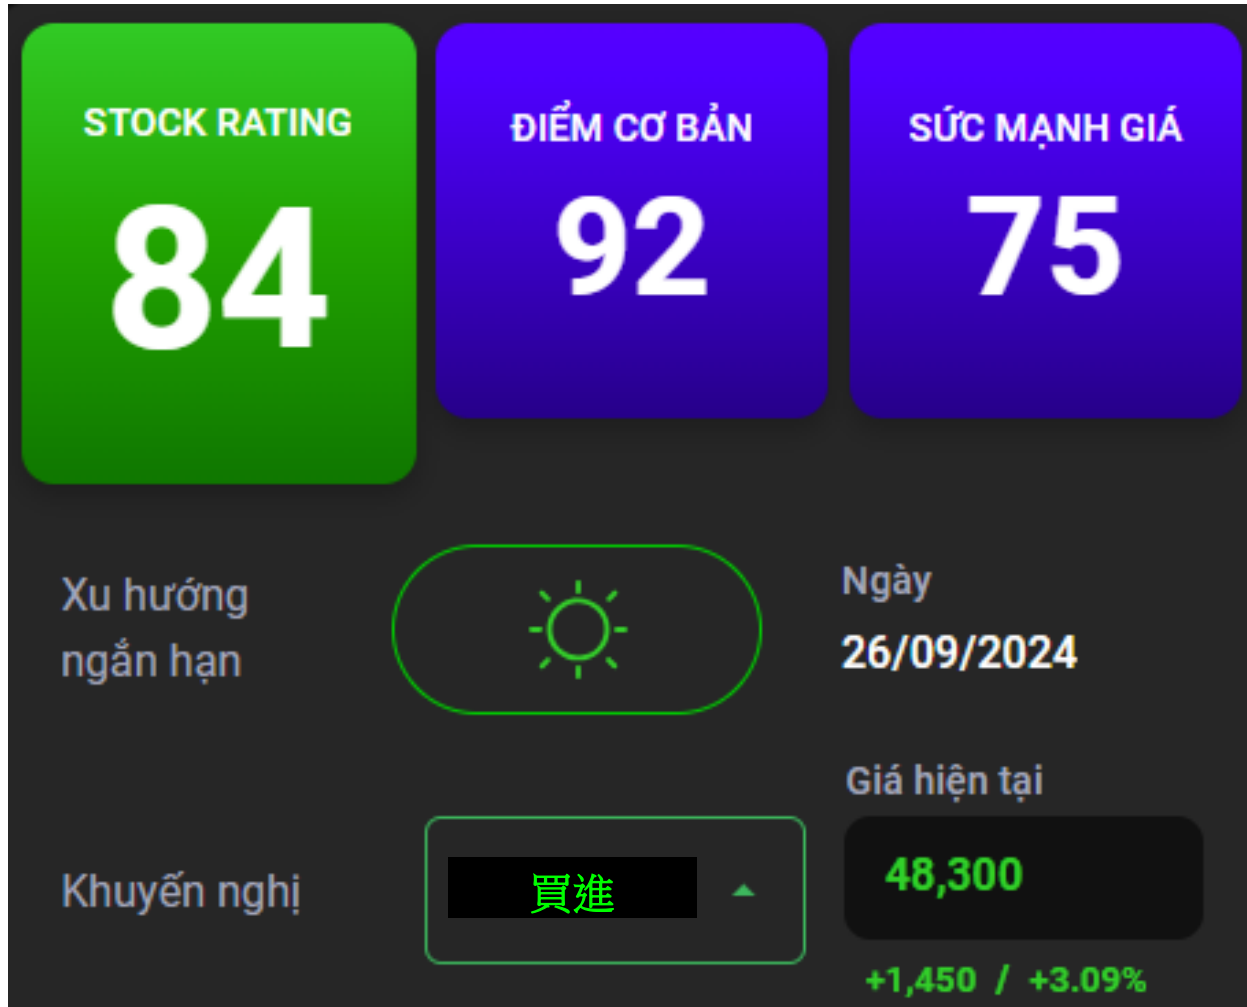 STOCK RATING
84
ĐIỂM CƠ BẢN
92
SỨC MẠNH GIÁ
75
Xu hướng
ngắn hạn
Ngày
26/09/2024
Khuyến nghị
買進
Giá hiện tại
48,300
+1,450 / +3.09%